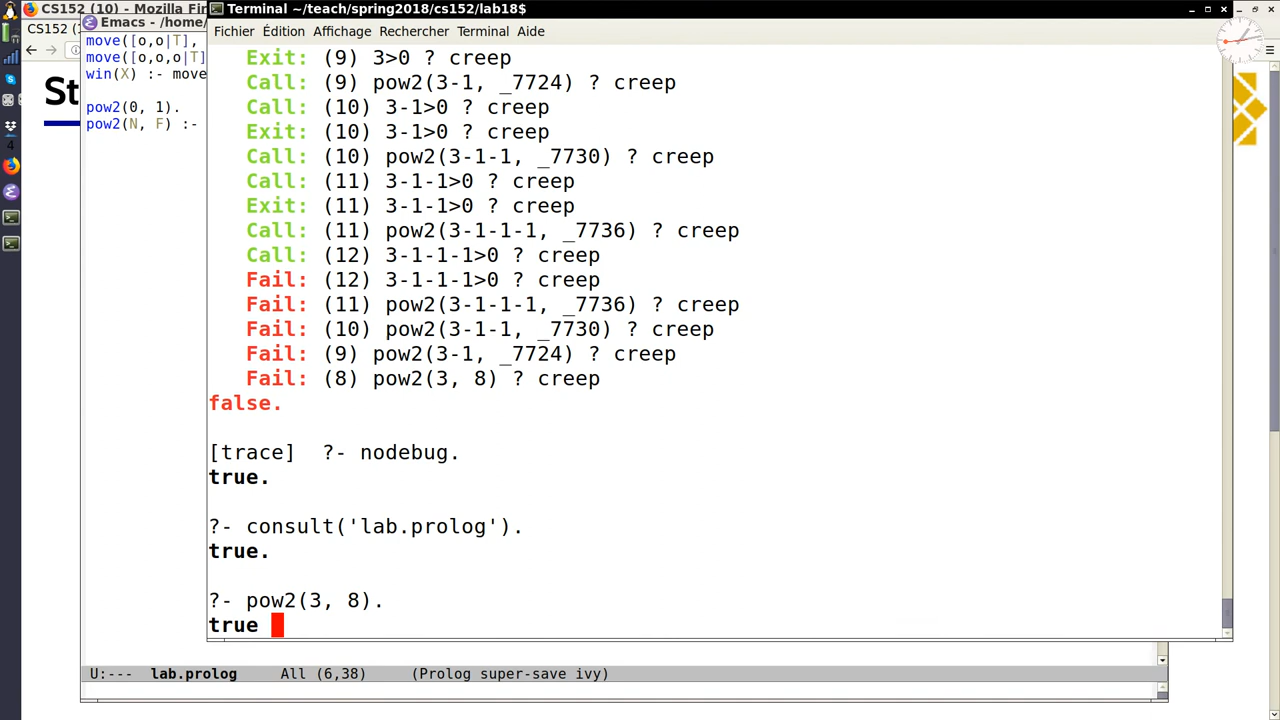 CS152 (10) - Mozilla Fir
Terminal ~/teach/spring2018/cs152/lab18$
CS152 (
Emacs - /home/
Fichier Édition Affichage Rechercher Terminal Aide
move([o,o|T],
move([o,o,o|T]
win(X) :- move
St
pow2(0, 1).
pow2(N, F) :-
4
Exit: (9) 3>0 ? creep
Call: (9) pow2(3-1, _7724) ? creep
Call: (10) 3-1>0 ? creep
Exit: (10) 3-1>0 ? creep
Call: (10) pow2(3-1-1, _7730) ? creep
Call: (11) 3-1-1>0 ? creep
Exit: (11) 3-1-1>0 ? creep
Call: (11) pow2(3-1-1-1, _7736) ? creep
Call: (12) 3-1-1-1>0 ? creep
Fail: (12) 3-1-1-1>0 ? creep
Fail: (11) pow2(3-1-1-1, _7736) ? creep
Fail: (10) pow2(3-1-1, _7730) ? creep
Fail: (9) pow2(3-1, _7724) ? creep
Fail: (8) pow2(3, 8) ? creep
false.
[trace]  ?- nodebug.
true.
?- consult('lab.prolog').
true.
?- pow2(3, 8).
true
U:--- lab.prolog All (6,38) (Prolog super-save ivy)